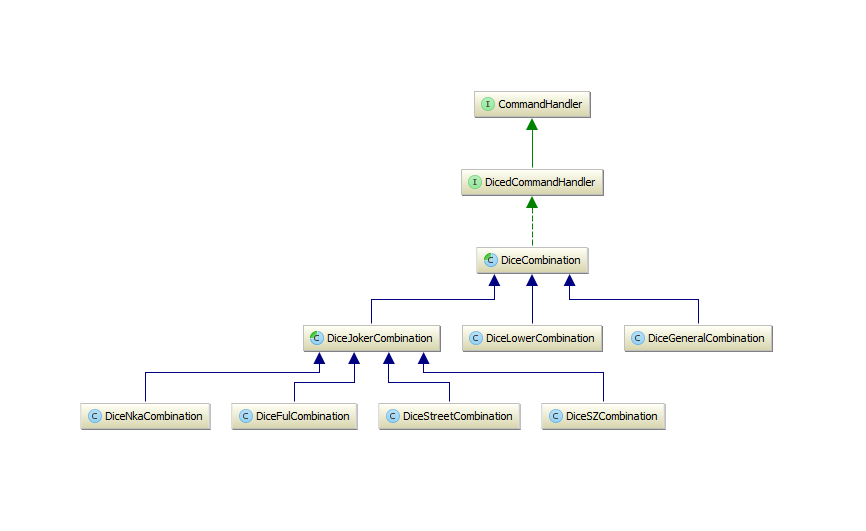 I CommandHandler
I DicedCommandHandler
C DiceCombination
C DiceJokerCombination C DiceLowerCombination C DiceGeneralCombination
C DiceNkaCombination C DiceFulCombination C DiceStreetCombination C DiceSZCombination